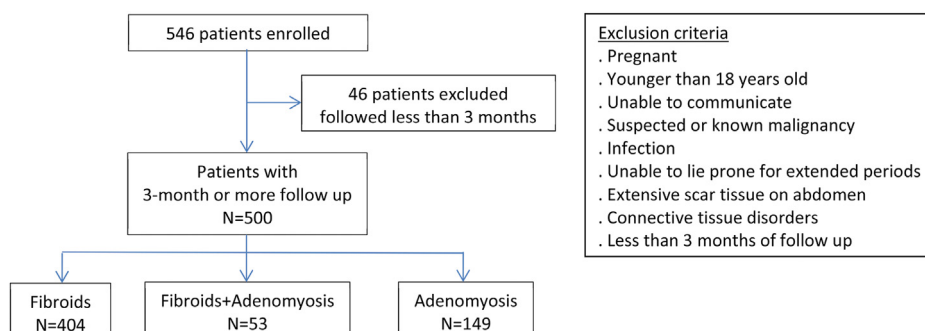 546 patients enrolled
46 patients excluded
followed less than 3 months
Patients with
3-month or more follow up
N=500
Fibroids
N=404
Fibroids+Adenomyosis
N=53
Adenomyosis
N=149
Exclusion criteria
. Pregnant
. Younger than 18 years old
. Unable to communicate
. Suspected or known malignancy
. Infection
. Unable to lie prone for extended periods
. Extensive scar tissue on abdomen
. Connective tissue disorders
. Less than 3 months of follow up